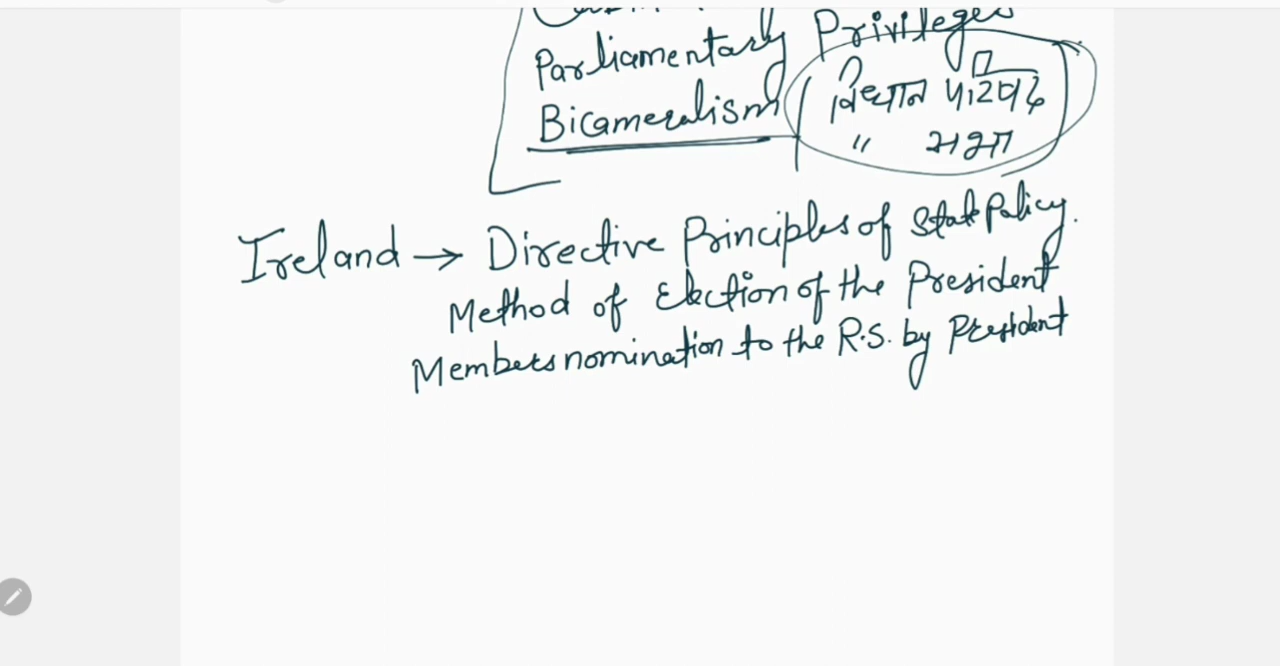 Parliamentary Privileges
Bicameralism
विधान परिषद
" सभा
Ireland → Directive Principles of State Policy.
Method of Election of the President
Members nomination to the R.S. by President